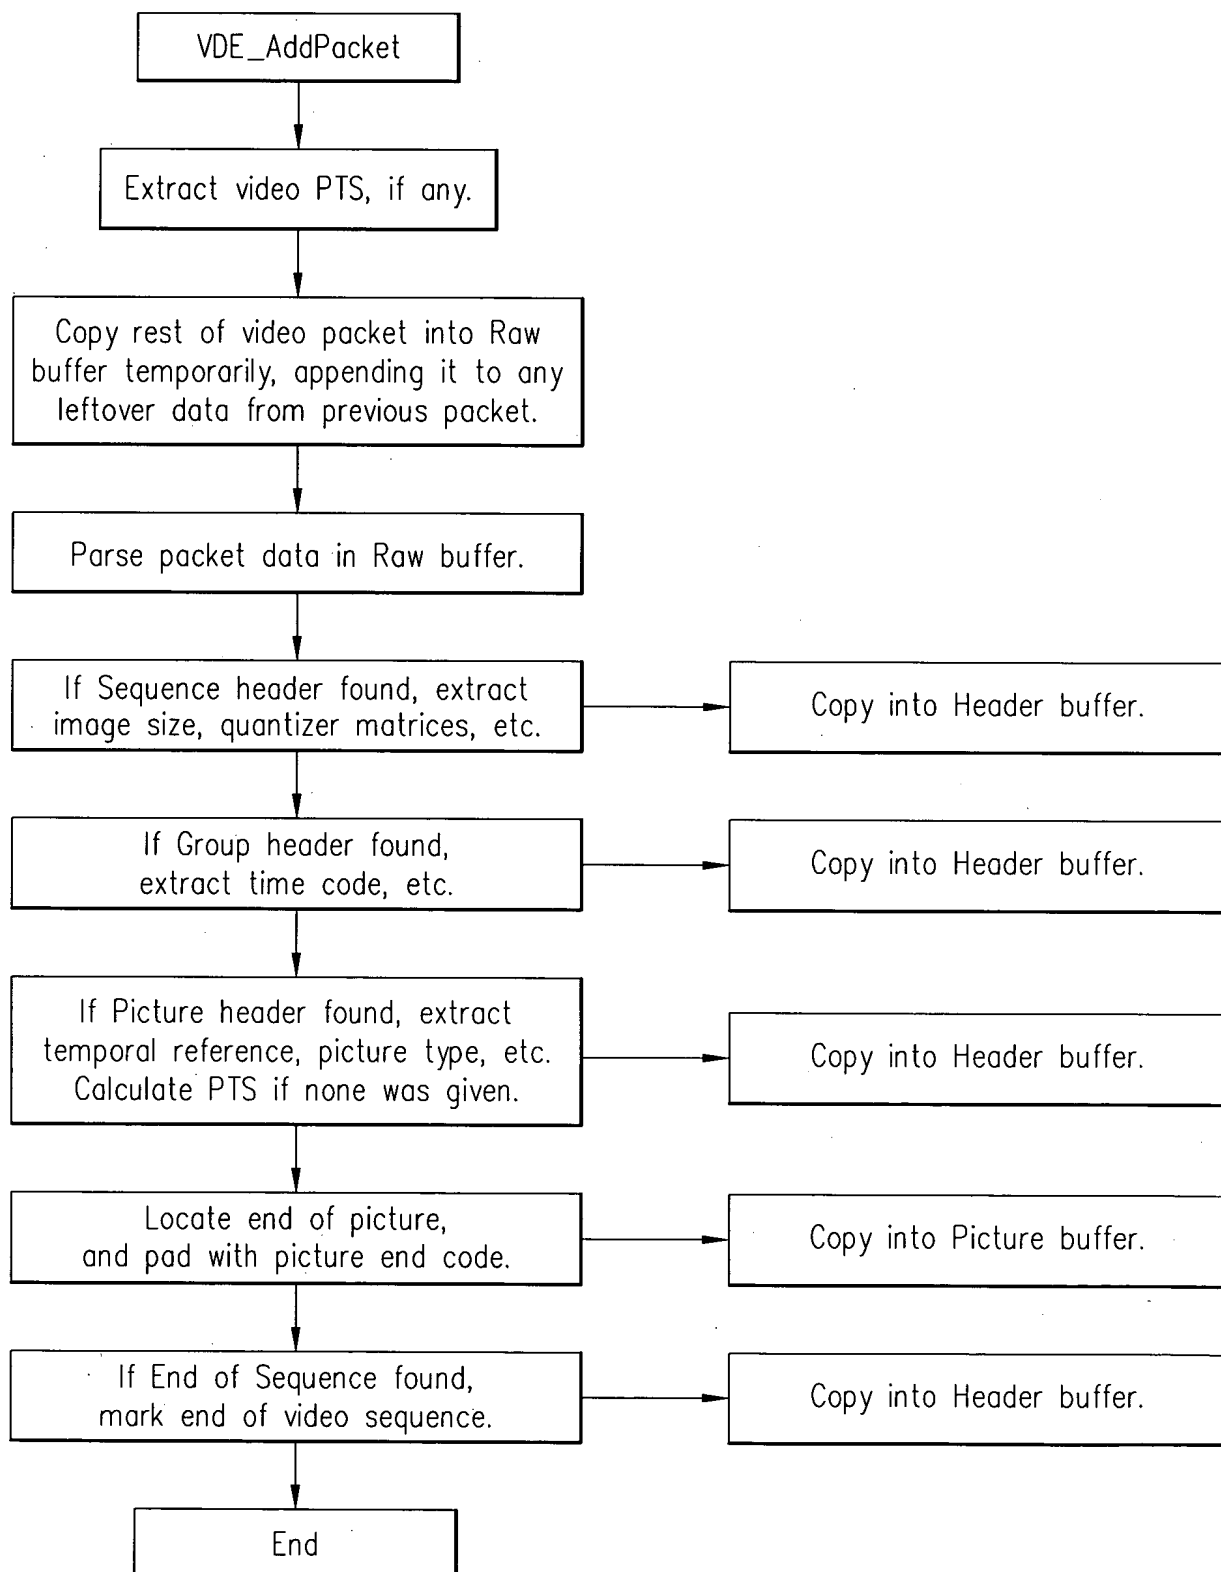 VDE_AddPacket
Extract video PTS, if any.
Copy rest of video packet into Raw
buffer temporarily, appending it to any
leftover data from previous packet.
Parse packet data in Raw buffer.
If Sequence header found, extract
image size, quantizer matrices, etc.
Copy into Header buffer.
If Group header found,
extract time code, etc.
Copy into Header buffer.
If Picture header found, extract
temporal reference, picture type, etc.
Calculate PTS if none was given.
Copy into Header buffer.
Locate end of picture,
and pad with picture end code.
Copy into Picture buffer.
If End of Sequence found,
mark end of video sequence.
Copy into Header buffer.
End